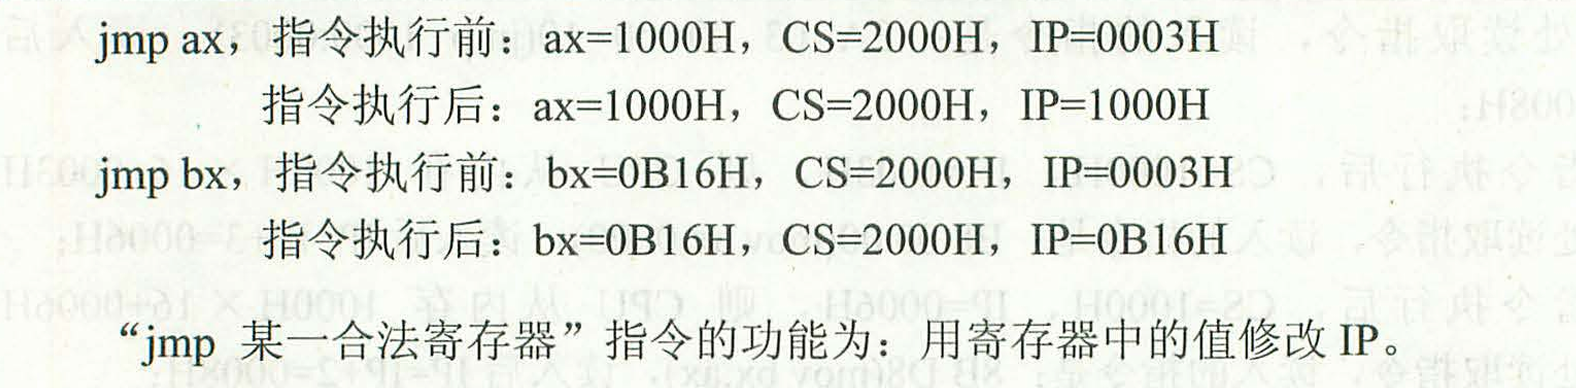 jmp ax，指令执行前：ax=1000H，CS=2000H，IP=0003H
指令执行后：ax=1000H，CS=2000H，IP=1000H
jmp bx，指令执行前：bx=0B16H，CS=2000H，IP=0003H
指令执行后：bx=0B16H，CS=2000H，IP=0B16H
“jmp 某一合法寄存器”指令的功能为：用寄存器中的值修改 IP。